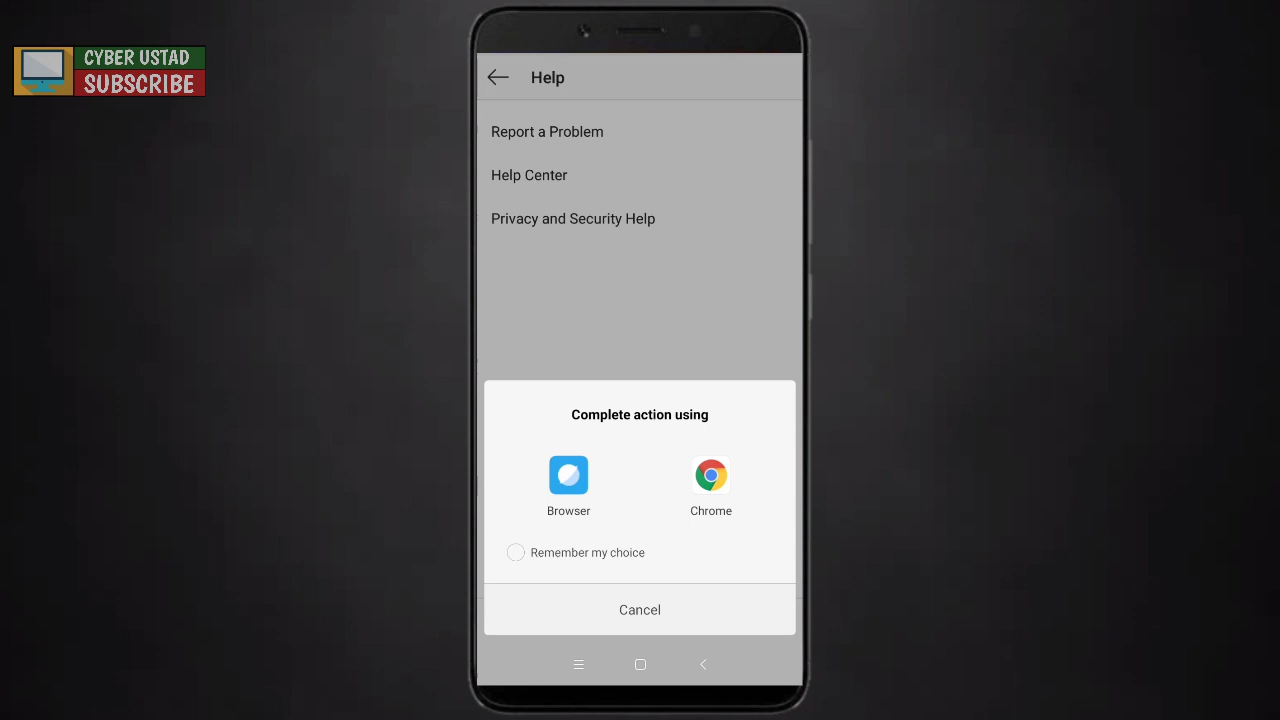 CYBER USTAD
SUBSCRIBE
Help
Report a Problem
Help Center
Privacy and Security Help
Complete action using
Browser
Chrome
Remember my choice
Cancel